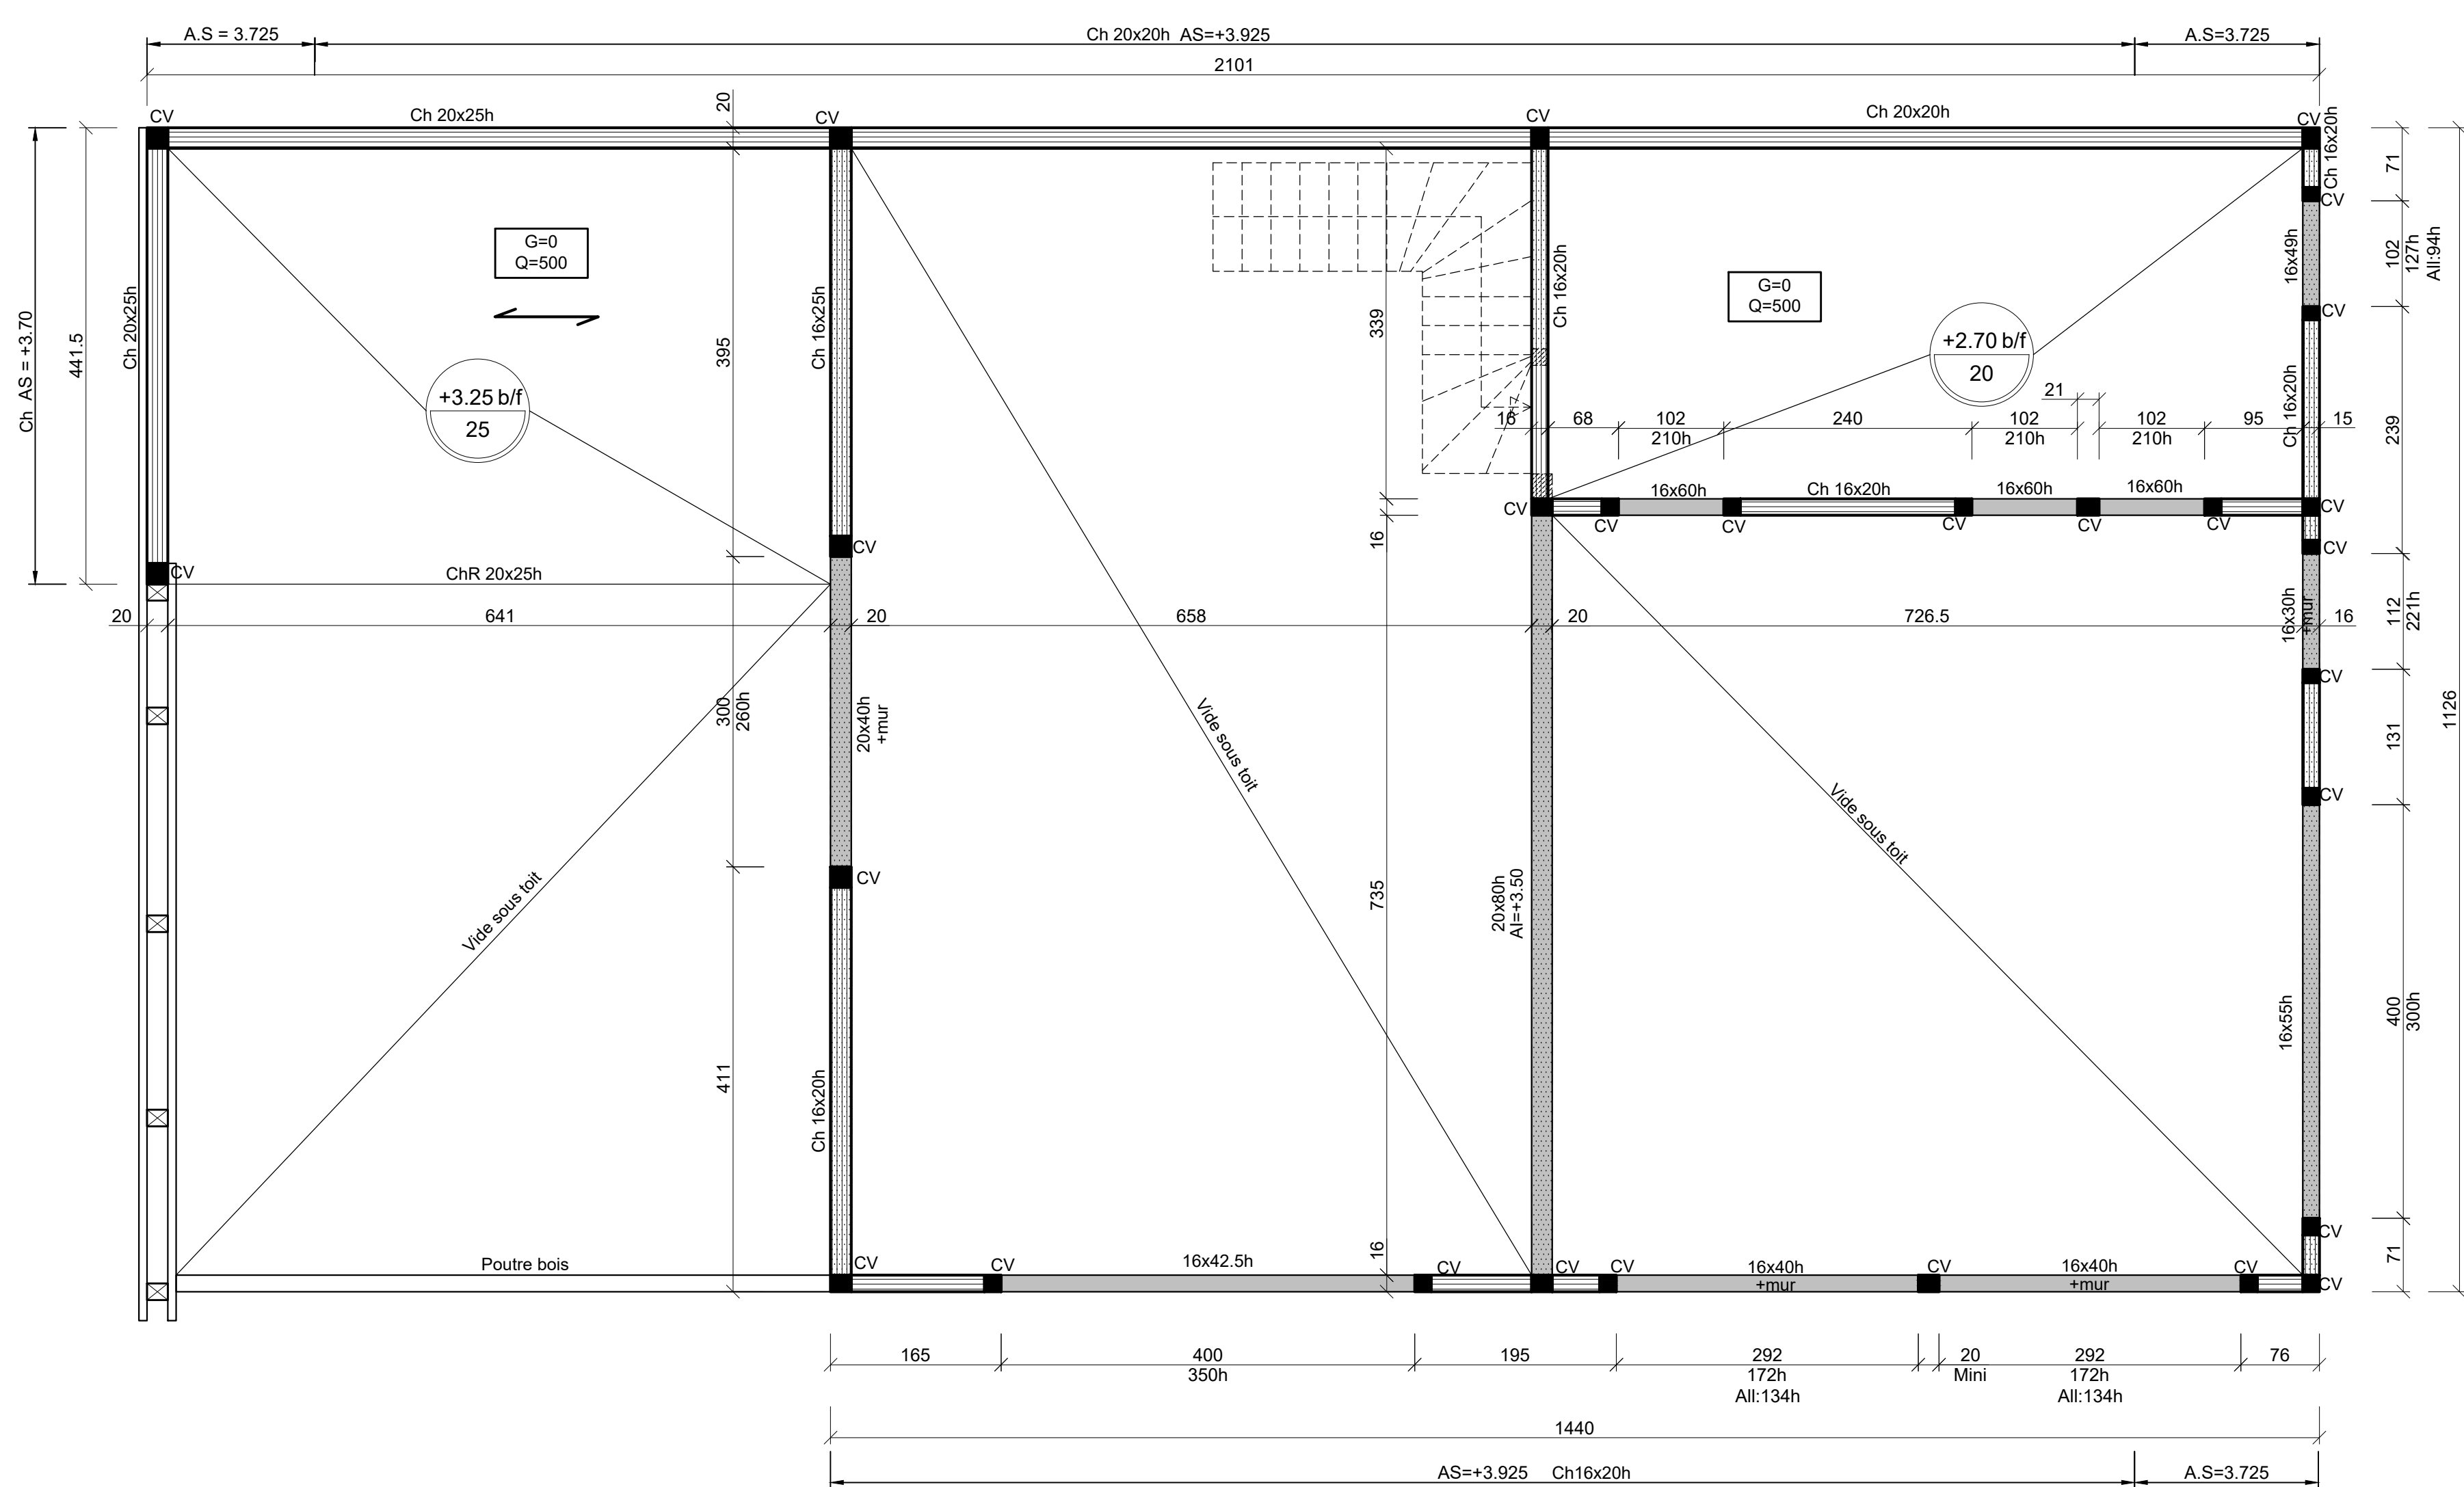 A.S = 3.725
Ch 20x20h  AS=+3.925
A.S=3.725
2101
20
CV
Ch 20x25h
CV
CV
Ch 20x20h
CV
Ch 16x20h
71
CV
G=0
Q=500
G=0
Q=500
Ch 16x20h
16x49h
102
127h
All:94h
Ch AS = +3.70
441.5
Ch 20x25h
395
Ch 16x25h
339
CV
+3.25 b/f
25
+2.70 b/f
20
21
16
68
102
210h
240
102
210h
102
210h
95
Ch 16x20h
15
239
16x60h
Ch 16x20h
16x60h
16x60h
CV
CV
CV
CV
CV
CV
CV
16
CV
CV
CV
ChR 20x25h
20
641
20
658
20
726.5
16x30h
+mur
16
112
221h
300
260h
20x40h
+mur
Vide sous toit
CV
131
1126
Vide sous toit
CV
Vide sous toit
CV
735
20x80h
AI=+3.50
400
300h
16x55h
411
Ch 16x20h
CV
71
16
Poutre bois
CV
CV
16x42.5h
CV
CV
CV
16x40h
+mur
CV
16x40h
+mur
CV
CV
165
400
350h
195
292
172h
All:134h
20
Mini
292
172h
All:134h
76
1440
AS=+3.925
Ch16x20h
A.S=3.725